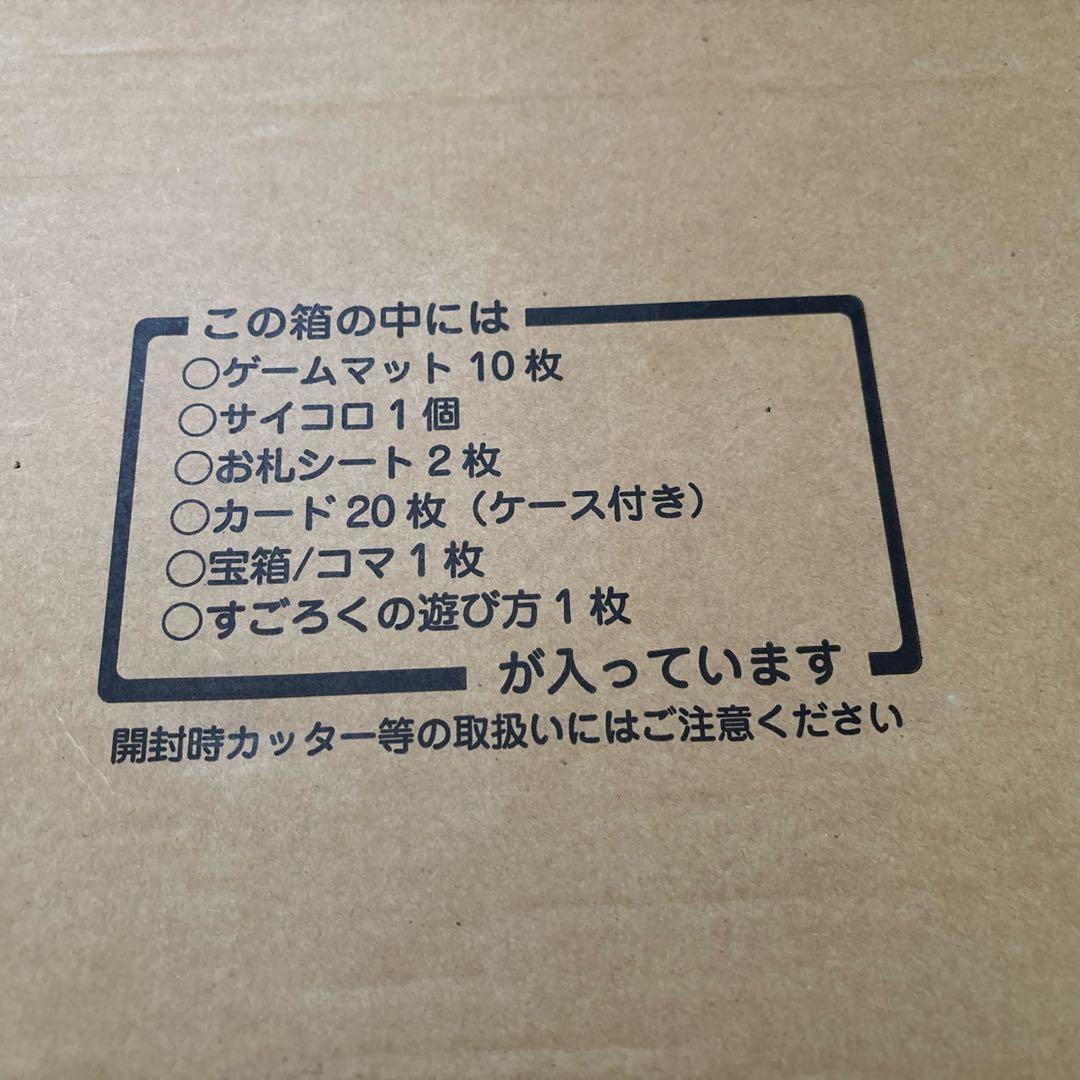 この箱の中には
○ゲームマット 10 枚
○サイコロ 1 個
○お札シート 2 枚
○カード 20 枚（ケース付き）
○宝箱/コマ 1 枚
○すごろくの遊び方 1 枚
が入っています
開封時カッター等の取扱いにはご注意ください